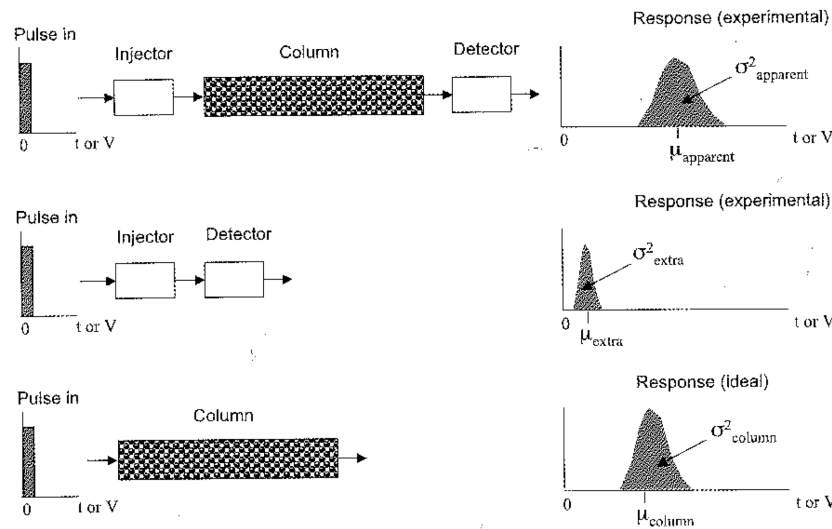 Response (experimental)
Pulse in
Injector
Column
Detector
σ²apparent
0
t or V
0
t or V
μapparent
Response (experimental)
Pulse in
Injector
Detector
σ²extra
0
t or V
0
t or V
μextra
Response (ideal)
Pulse in
Column
σ²column
0
t or V
0
t or V
μcolumn